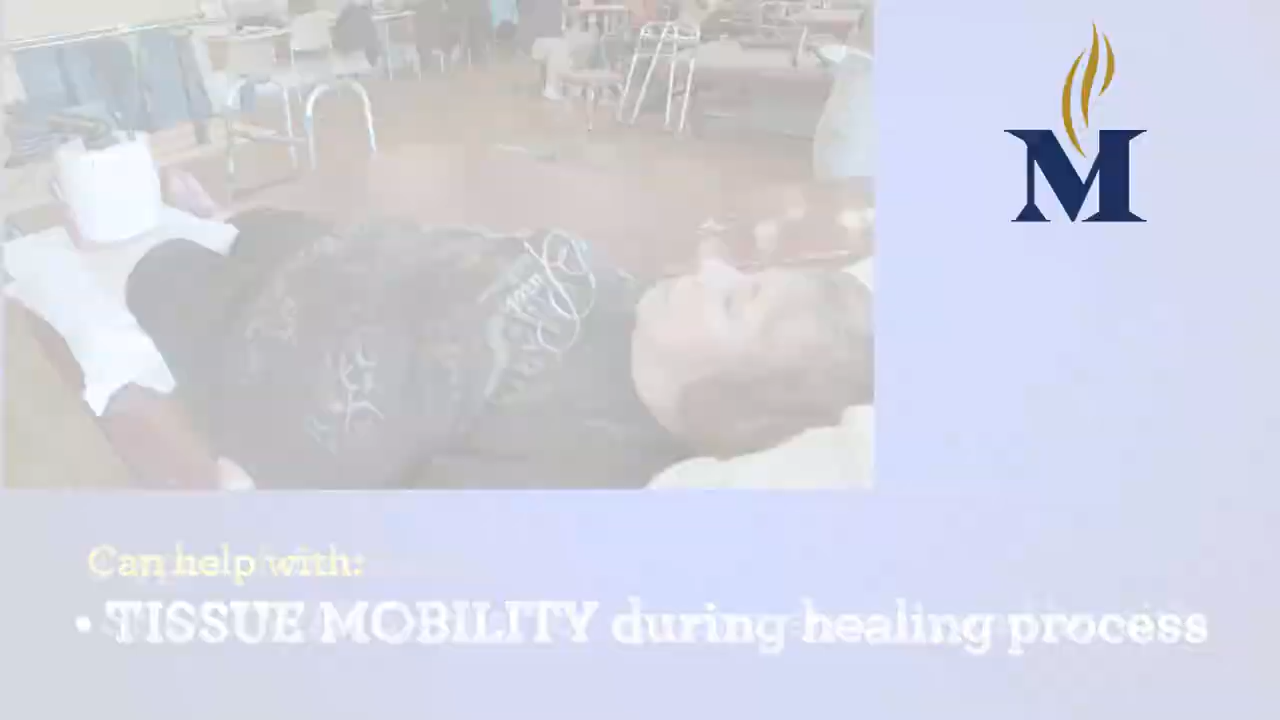 M
Can help with:
• TISSUE MOBILITY during healing process